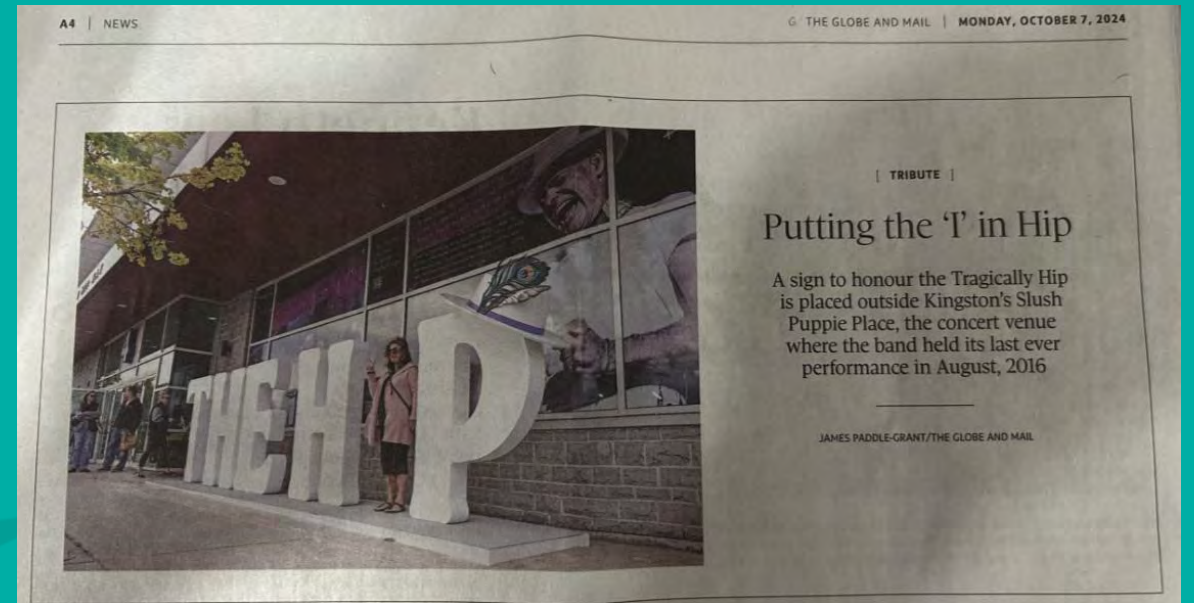 A4 | NEWS
THE GLOBE AND MAIL | MONDAY, OCTOBER 7, 2024
[ TRIBUTE ]
Putting the ‘I’ in Hip
A sign to honour the Tragically Hip
is placed outside Kingston’s Slush
Puppie Place, the concert venue
where the band held its last ever
performance in August, 2016
JAMES PADDLE-GRANT/THE GLOBE AND MAIL
THE H P